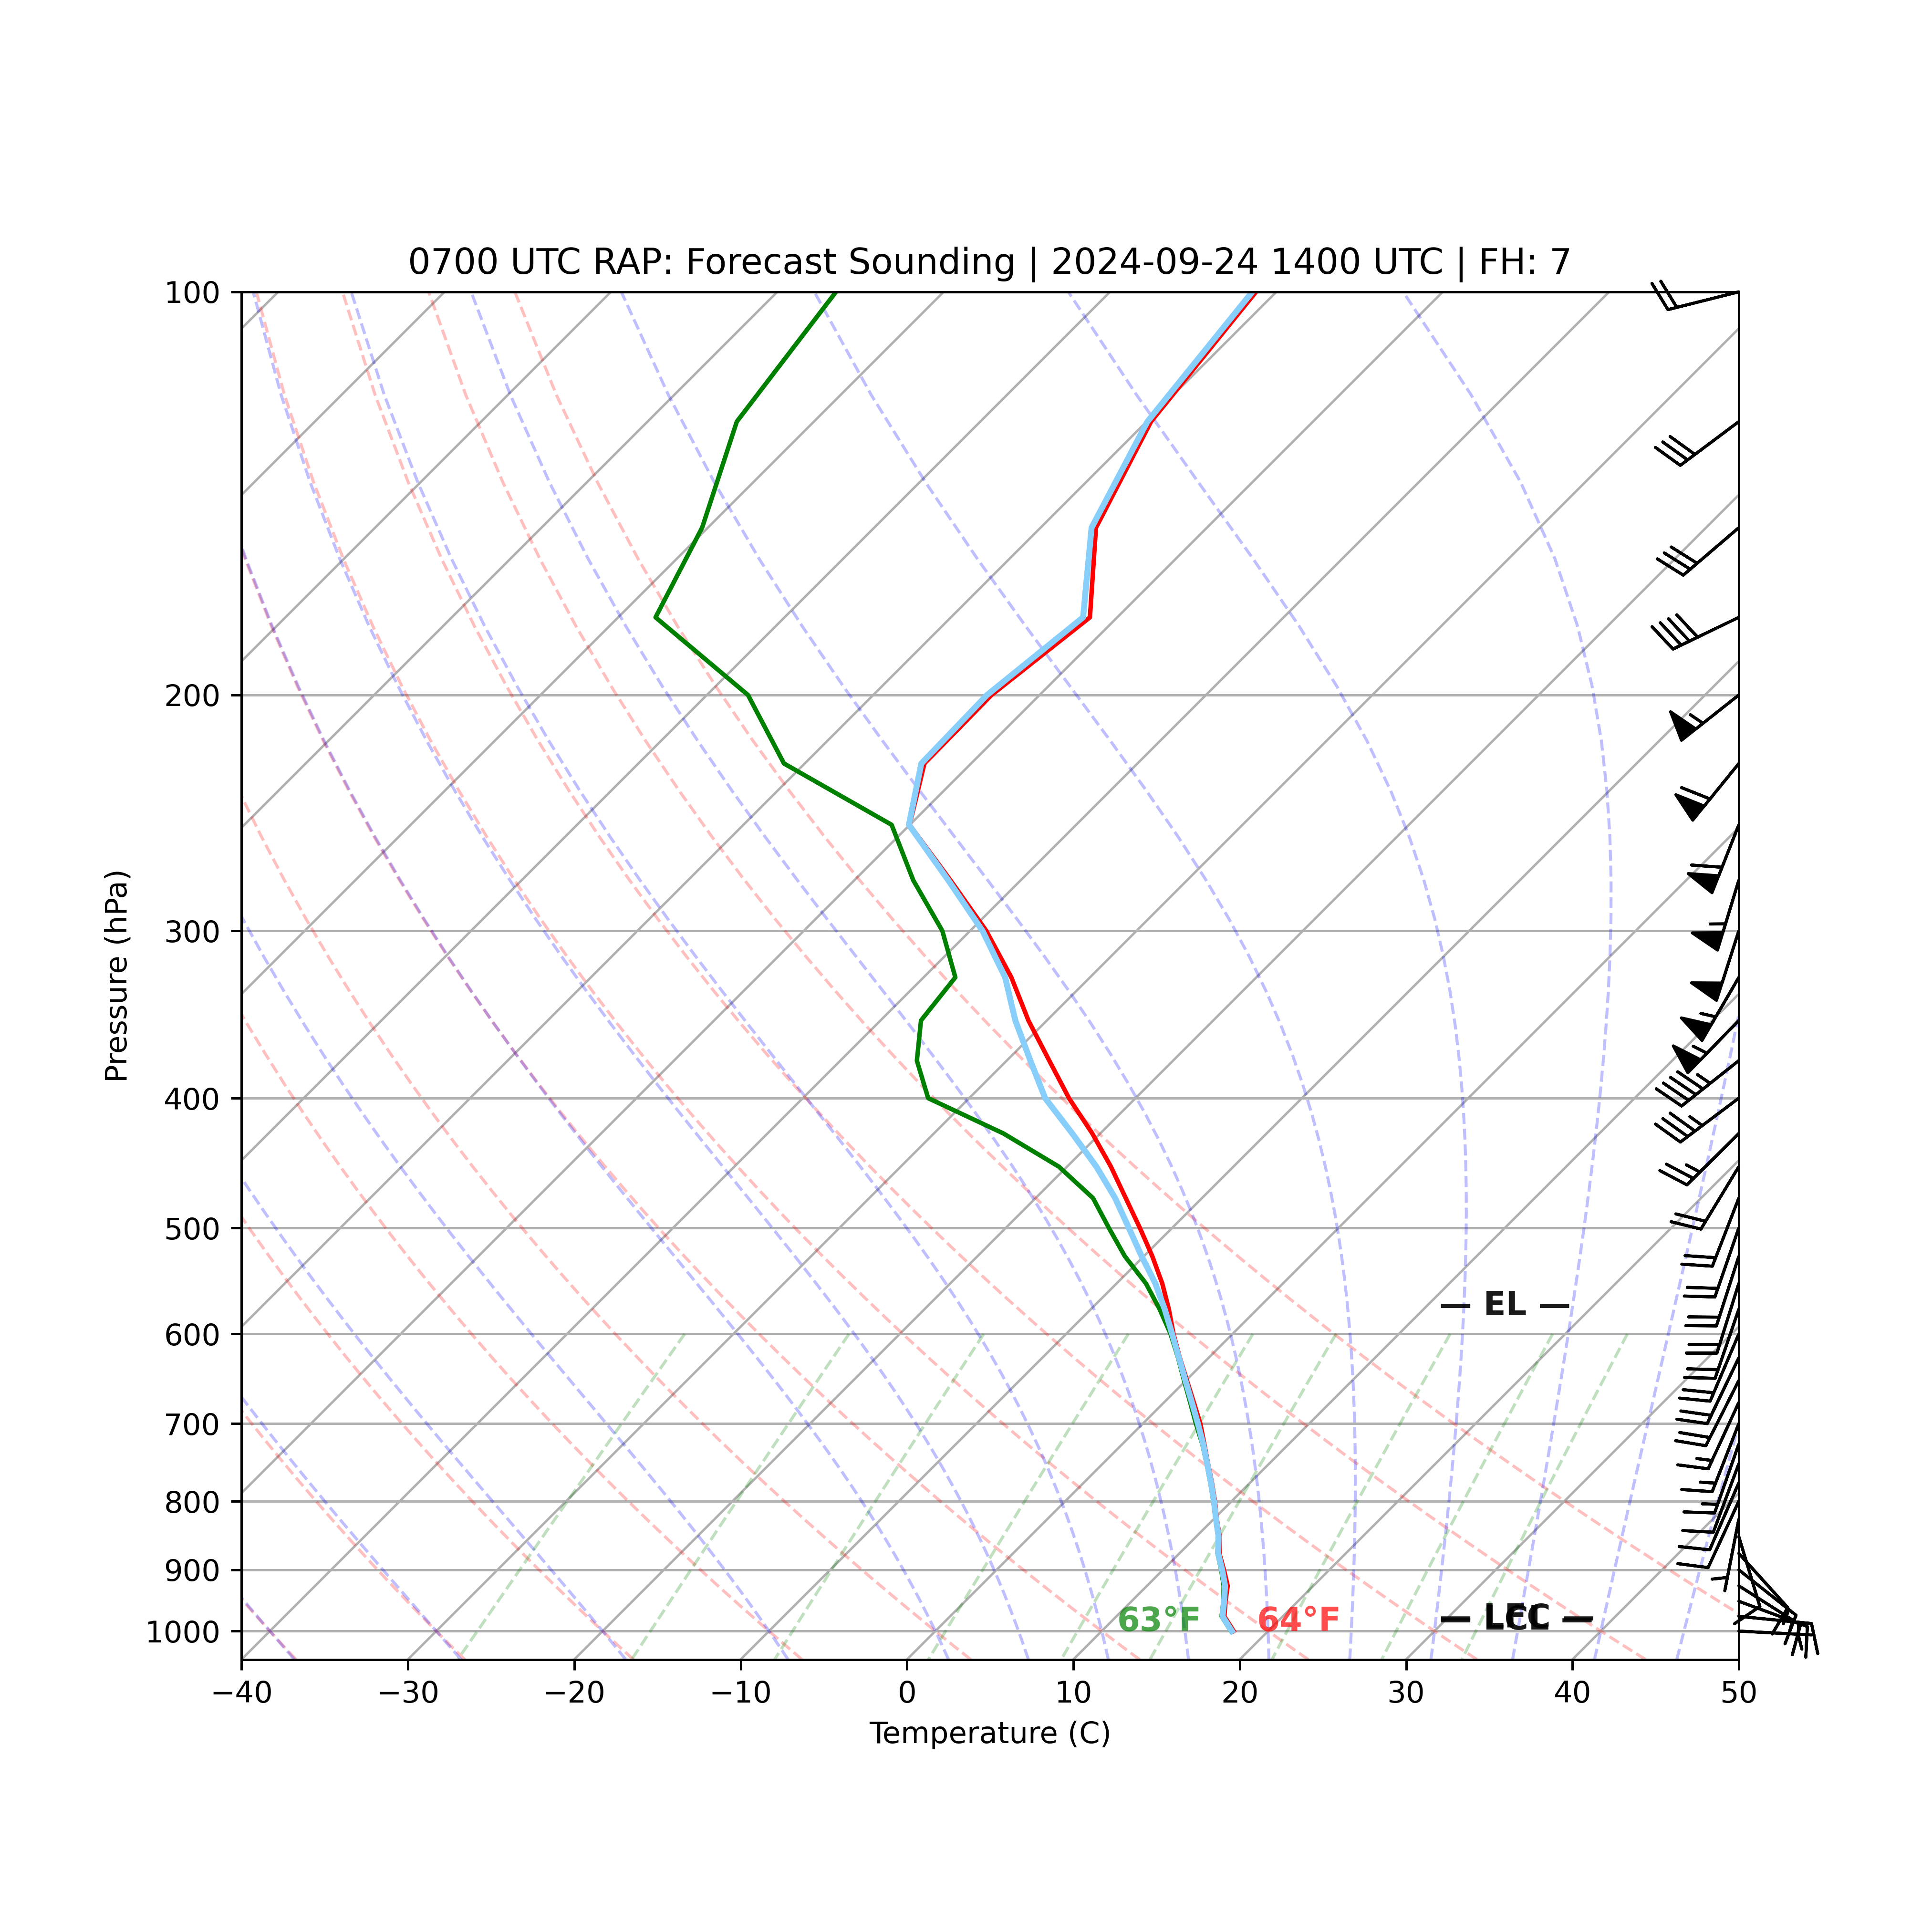 0700 UTC RAP: Forecast Sounding | 2024-09-24 1400 UTC | FH: 7
100
200
300
400
500
600
700
800
900
1000
Pressure (hPa)
— EL —
63°F 64°F
−40 −30 −20 −10 0 10 20 30 40 50
Temperature (C)